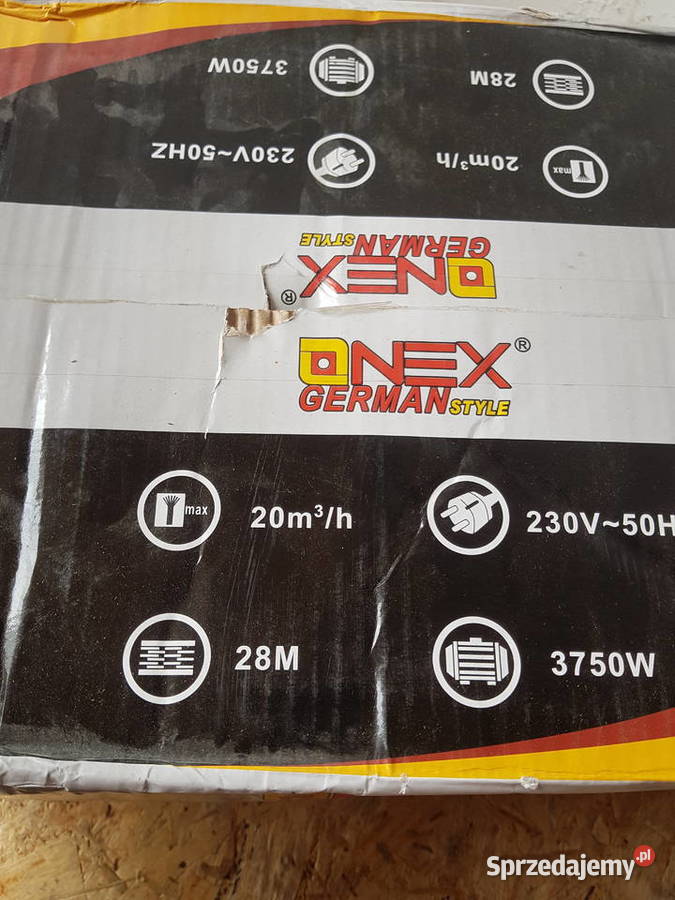 3750W
28M
230V~50HZ
20m³/h
max
ONEX®
GERMAN STYLE
ONEX®
GERMAN STYLE
max
20m³/h
230V~50H
28M
3750W
Sprzedajemy.pl